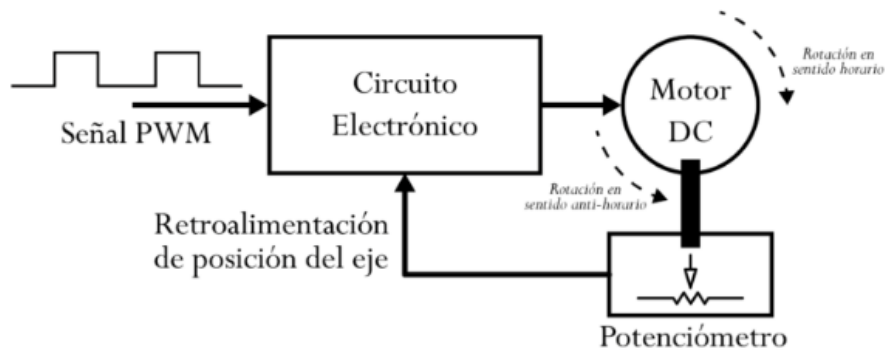 Señal PWM
Circuito
Electrónico
Motor
DC
Rotación en
sentido horario
Rotación en
sentido anti-horario
Retroalimentación
de posición del eje
Potenciómetro